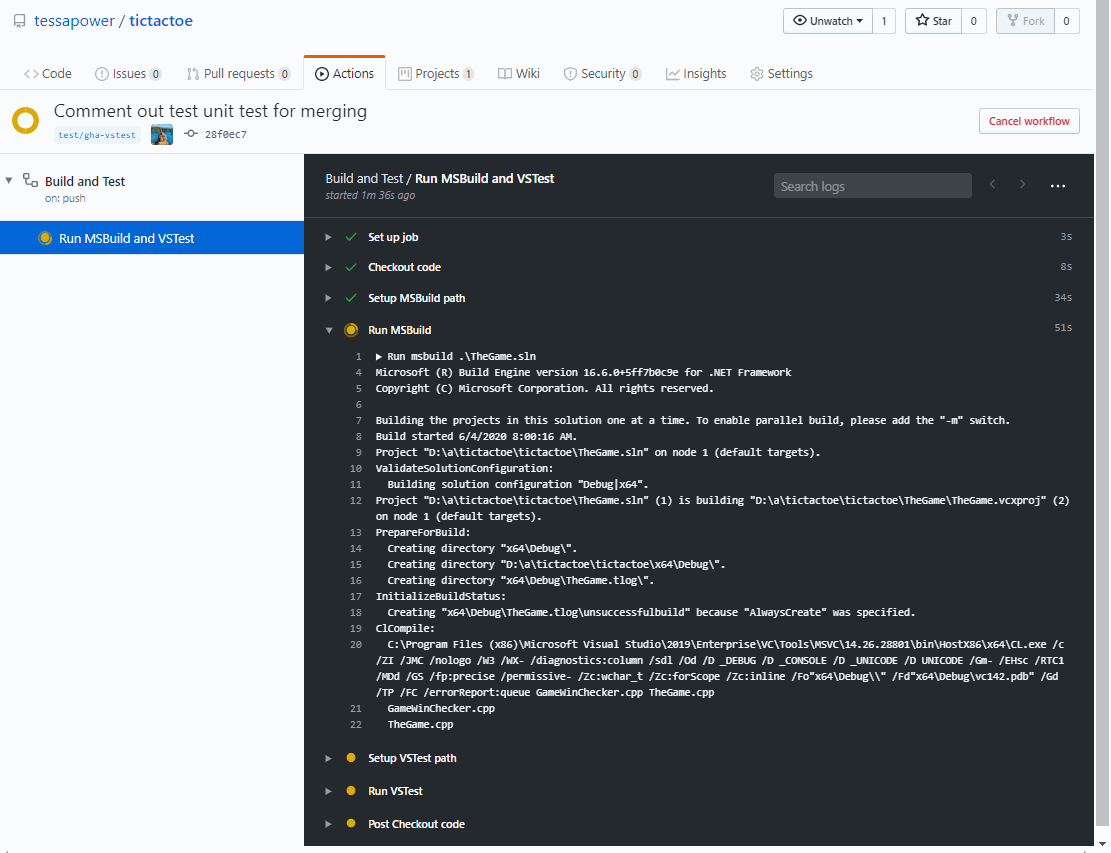 tessapower / tictactoe
Unwatch 1 Star 0 Fork 0
Code Issues 0 Pull requests 0 Actions Projects 1 Wiki Security 0 Insights Settings
Comment out test unit test for merging
test/gha-vstest 28f0ec7
Cancel workflow
Build and Test
on: push
Run MSBuild and VSTest
Build and Test / Run MSBuild and VSTest
started 1m 36s ago
Search logs
Set up job 3s
Checkout code 8s
Setup MSBuild path 34s
Run MSBuild 51s
1 Run msbuild .\TheGame.sln
4 Microsoft (R) Build Engine version 16.6.0+5ff7b0c9e for .NET Framework
5 Copyright (C) Microsoft Corporation. All rights reserved.
6
7 Building the projects in this solution one at a time. To enable parallel build, please add the "-m" switch.
8 Build started 6/4/2020 8:00:16 AM.
9 Project "D:\a\tictactoe\tictactoe\TheGame.sln" on node 1 (default targets).
10 ValidateSolutionConfiguration:
11 Building solution configuration "Debug|x64".
12 Project "D:\a\tictactoe\tictactoe\TheGame.sln" (1) is building "D:\a\tictactoe\tictactoe\TheGame\TheGame.vcxproj" (2)
on node 1 (default targets).
13 PrepareForBuild:
14 Creating directory "x64\Debug\".
15 Creating directory "D:\a\tictactoe\tictactoe\x64\Debug\".
16 Creating directory "x64\Debug\TheGame.tlog\".
17 InitializeBuildStatus:
18 Creating "x64\Debug\TheGame.tlog\unsuccessfulbuild" because "AlwaysCreate" was specified.
19 ClCompile:
20 C:\Program Files (x86)\Microsoft Visual Studio\2019\Enterprise\VC\Tools\MSVC\14.26.28801\bin\HostX86\x64\CL.exe /c
/ZI /JMC /nologo /W3 /WX- /diagnostics:column /sdl /Od /D _DEBUG /D _CONSOLE /D _UNICODE /D UNICODE /Gm- /EHsc /RTC1
/MDd /GS /fp:precise /permissive- /Zc:wchar_t /Zc:forScope /Zc:inline /Fo"x64\Debug\\" /Fd"x64\Debug\vc142.pdb" /Gd
/TP /FC /errorReport:queue GameWinChecker.cpp TheGame.cpp
21 GameWinChecker.cpp
22 TheGame.cpp
Setup VSTest path
Run VSTest
Post Checkout code